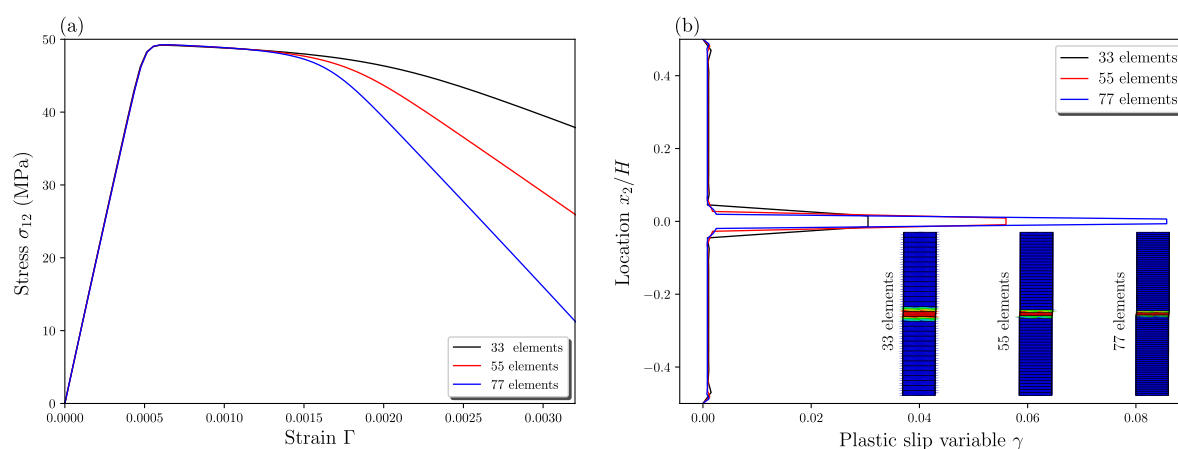 (a)
50
40
30
20
10
0
Stress σ12 (MPa)
0.0000 0.0005 0.0010 0.0015 0.0020 0.0025 0.0030
Strain Γ
33 elements
55 elements
77 elements
(b)
0.4
0.2
0.0
−0.2
−0.4
Location x2/H
0.00 0.02 0.04 0.06 0.08
Plastic slip variable γ
33 elements
55 elements
77 elements
33 elements
55 elements
77 elements